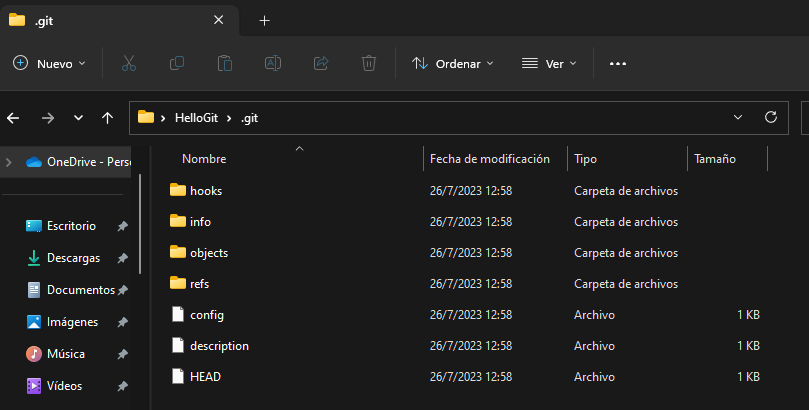 .git
Nuevo
Ordenar
Ver
HelloGit
.git
OneDrive - Perso
Nombre
Fecha de modificación
Tipo
Tamaño
hooks 26/7/2023 12:58 Carpeta de archivos
info 26/7/2023 12:58 Carpeta de archivos
objects 26/7/2023 12:58 Carpeta de archivos
refs 26/7/2023 12:58 Carpeta de archivos
config 26/7/2023 12:58 Archivo 1 KB
description 26/7/2023 12:58 Archivo 1 KB
HEAD 26/7/2023 12:58 Archivo 1 KB
Escritorio
Descargas
Documentos
Imágenes
Música
Vídeos